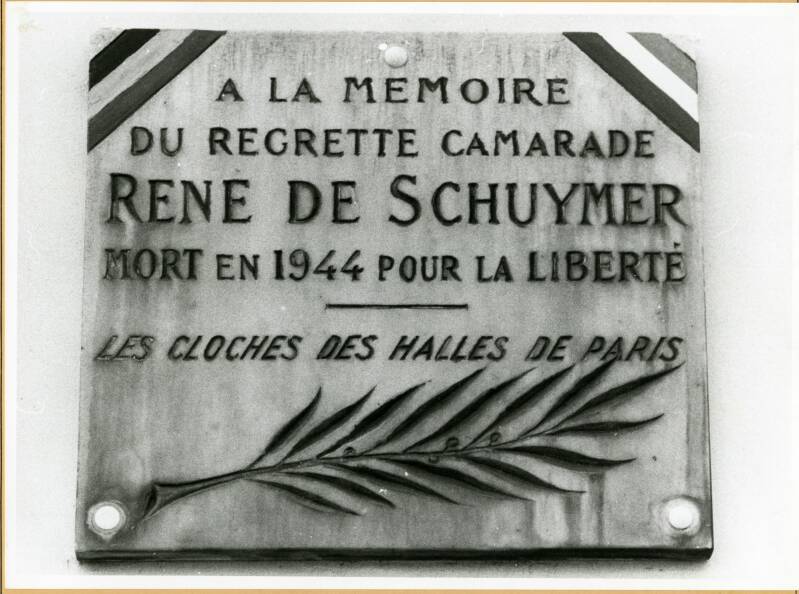 A LA MEMOIRE
DU REGRETTE CAMARADE
RENE DE SCHUYMER
MORT EN 1944 POUR LA LIBERTÉ
LES CLOCHES DES HALLES DE PARIS